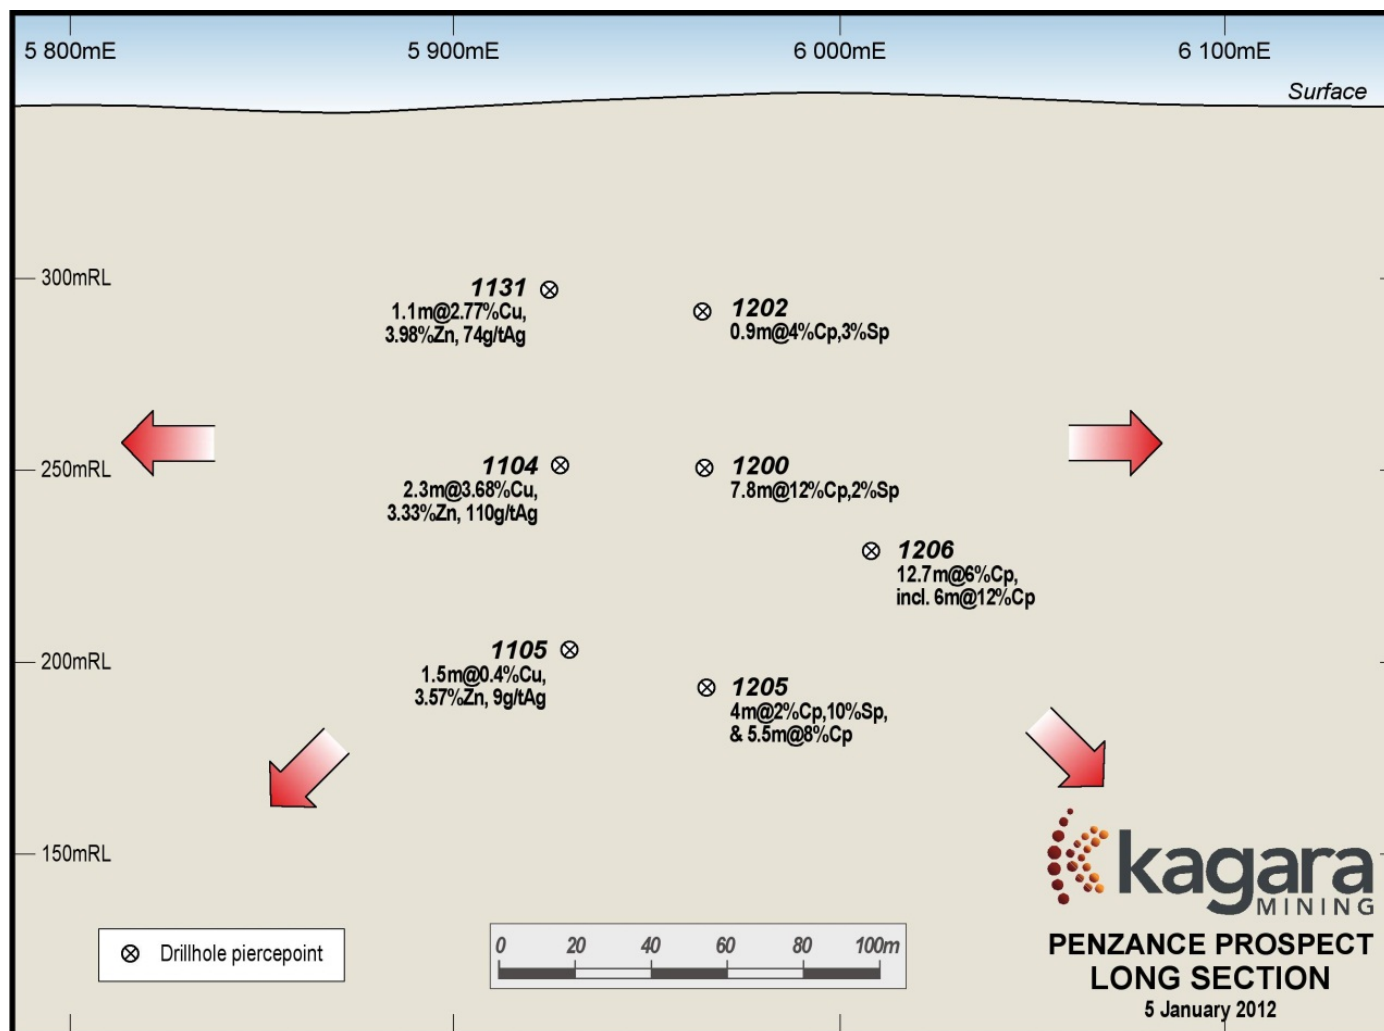 5 800mE
5 900mE
6 000mE
6 100mE
Surface
300mRL
1131
1.1m@2.77%Cu,
3.98%Zn, 74g/tAg
1202
0.9m@4%Cp,3%Sp
250mRL
1104
2.3m@3.68%Cu,
3.33%Zn, 110g/tAg
1200
7.8m@12%Cp,2%Sp
1206
12.7m@6%Cp,
incl. 6m@12%Cp
200mRL
1105
1.5m@0.4%Cu,
3.57%Zn, 9g/tAg
1205
4m@2%Cp,10%Sp,
& 5.5m@8%Cp
150mRL
kagara
MINING
Drillhole piercepoint
0 20 40 60 80 100m
PENZANCE PROSPECT
LONG SECTION
5 January 2012